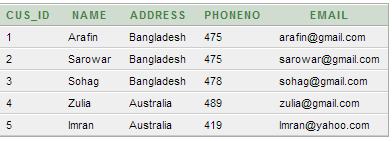 CUS_ID NAME ADDRESS PHONENO EMAIL
1 Arafin Bangladesh 475 arafin@gmail.com
2 Sarowar Bangladesh 475 sarowar@gmail.com
3 Sohag Bangladesh 478 sohag@gmail.com
4 Zulia Australia 489 zulia@gmail.com
5 Imran Australia 419 Imran@yahoo.com